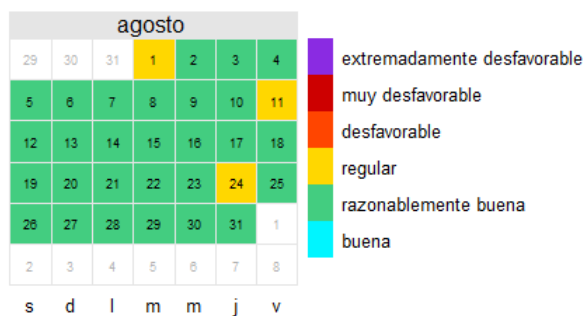 agosto
29 30 31 1 2 3 4
5 6 7 8 9 10 11
12 13 14 15 16 17 18
19 20 21 22 23 24 25
26 27 28 29 30 31 1
2 3 4 5 6 7 8
s d l m m j v
extremadamente desfavorable
muy desfavorable
desfavorable
regular
razonablemente buena
buena